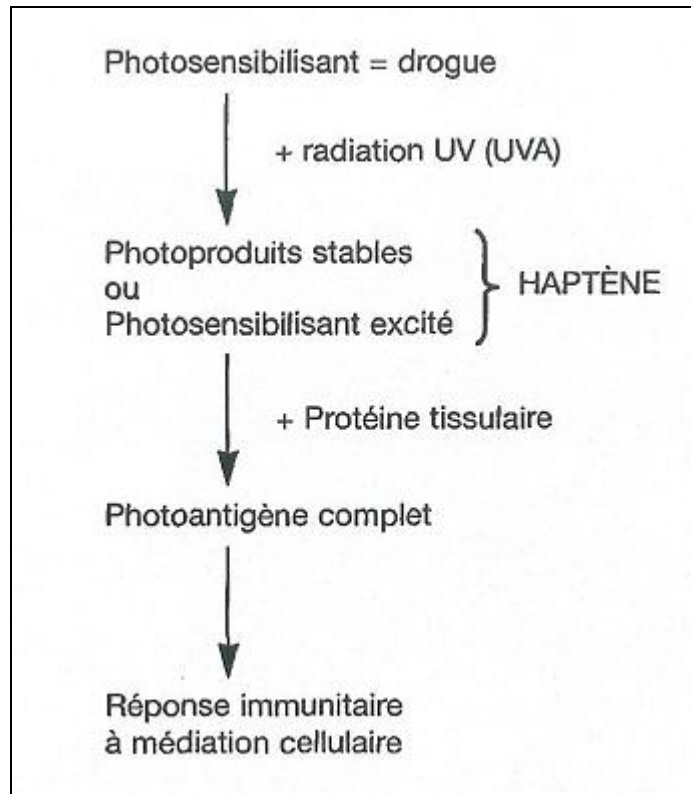 Photosensibilisant = drogue
+ radiation UV (UVA)
Photoproduits stables
ou
Photosensibilisant excité
HAPTÈNE
+ Protéine tissulaire
Photoantigène complet
Réponse immunitaire
à médiation cellulaire